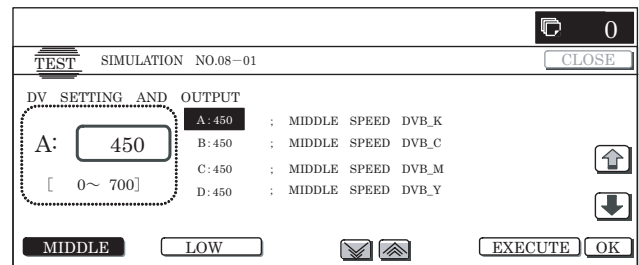 0
TEST SIMULATION NO.08-01 CLOSE
DV SETTING AND OUTPUT
A: 450
[ 0～ 700]
A:450 ; MIDDLE SPEED DVB_K
B:450 ; MIDDLE SPEED DVB_C
C:450 ; MIDDLE SPEED DVB_M
D:450 ; MIDDLE SPEED DVB_Y
MIDDLE LOW EXECUTE OK